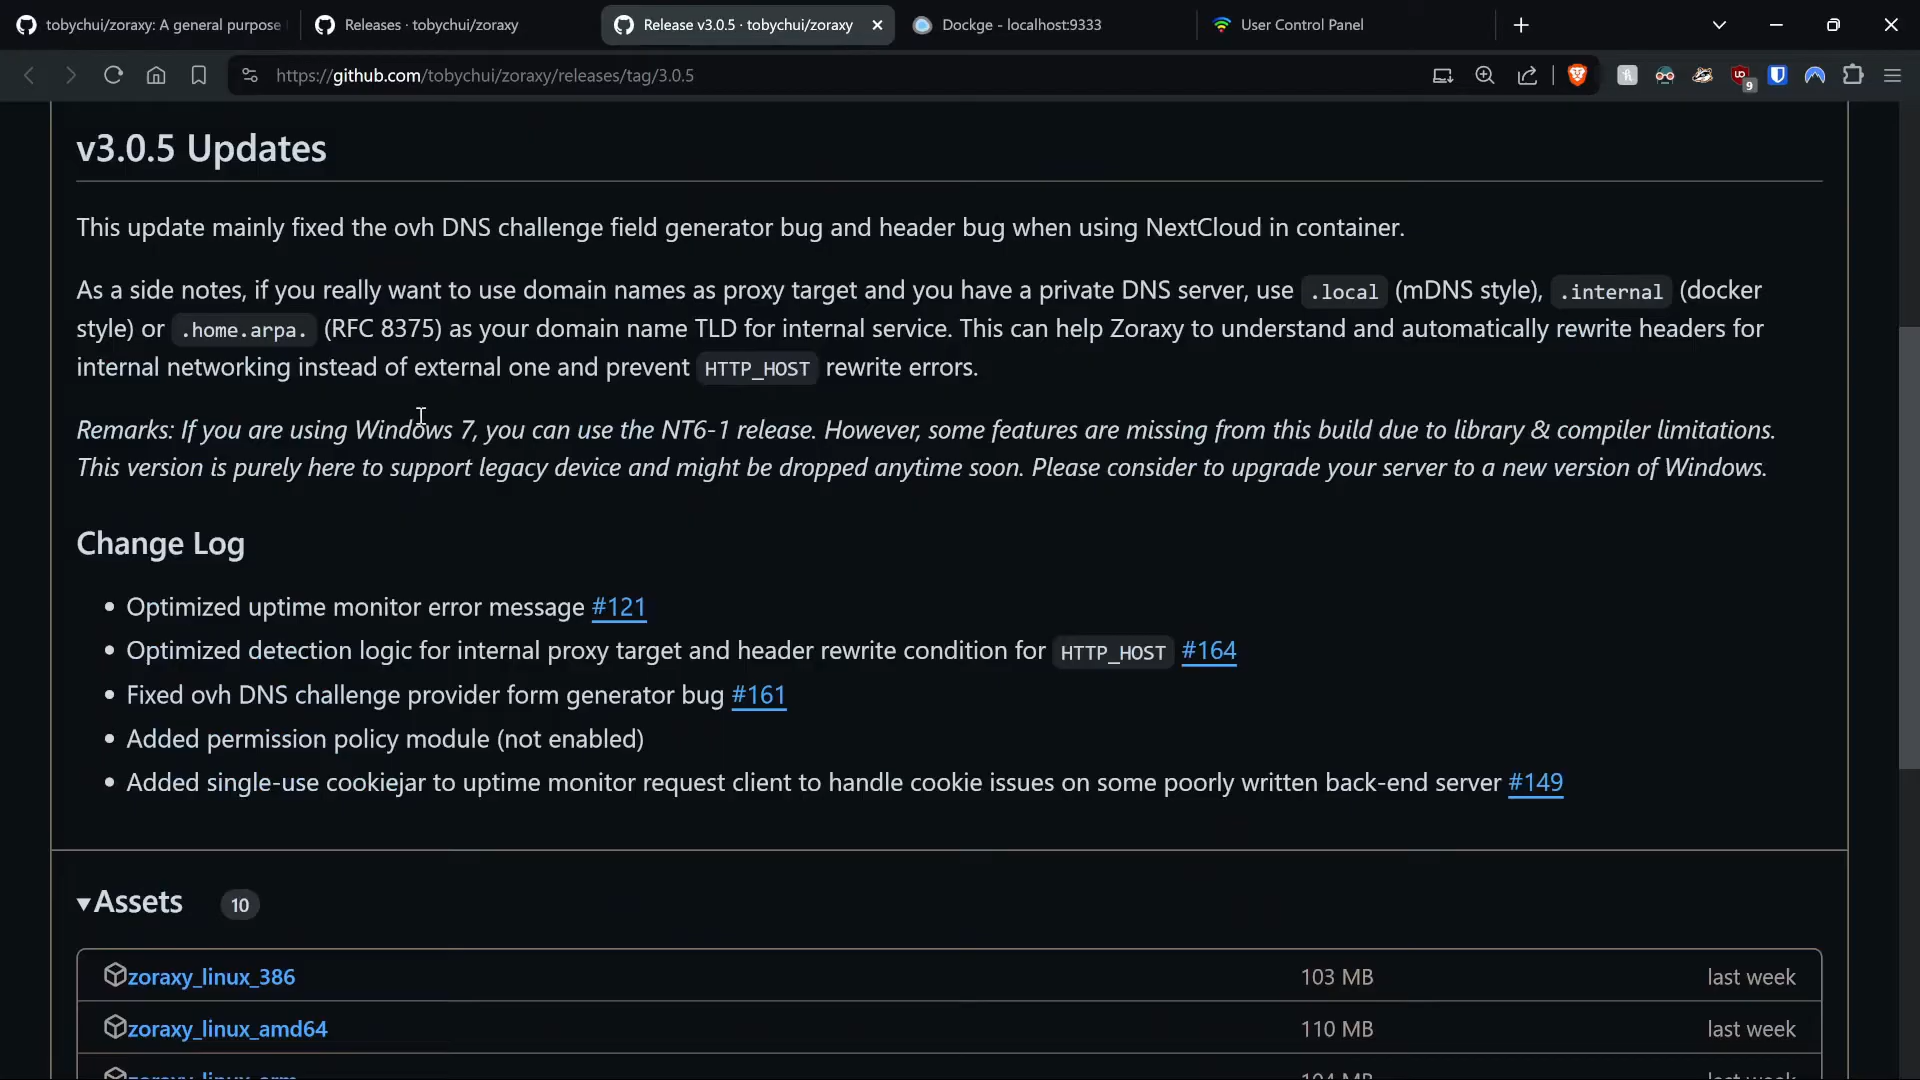 tobychui/zoraxy: A general purpose
Releases · tobychui/zoraxy
Release v3.0.5 · tobychui/zoraxy
Dockge - localhost:9333
User Control Panel
https://github.com/tobychui/zoraxy/releases/tag/3.0.5
9
v3.0.5 Updates
This update mainly fixed the ovh DNS challenge field generator bug and header bug when using NextCloud in container.
As a side notes, if you really want to use domain names as proxy target and you have a private DNS server, use .local (mDNS style), .internal (docker
style) or .home.arpa. (RFC 8375) as your domain name TLD for internal service. This can help Zoraxy to understand and automatically rewrite headers for
internal networking instead of external one and prevent HTTP_HOST rewrite errors.
Remarks: If you are using Windows 7, you can use the NT6-1 release. However, some features are missing from this build due to library & compiler limitations.
This version is purely here to support legacy device and might be dropped anytime soon. Please consider to upgrade your server to a new version of Windows.
Change Log
• Optimized uptime monitor error message #121
• Optimized detection logic for internal proxy target and header rewrite condition for HTTP_HOST #164
• Fixed ovh DNS challenge provider form generator bug #161
• Added permission policy module (not enabled)
• Added single-use cookiejar to uptime monitor request client to handle cookie issues on some poorly written back-end server #149
Assets 10
zoraxy_linux_386 103 MB last week
zoraxy_linux_amd64 110 MB last week